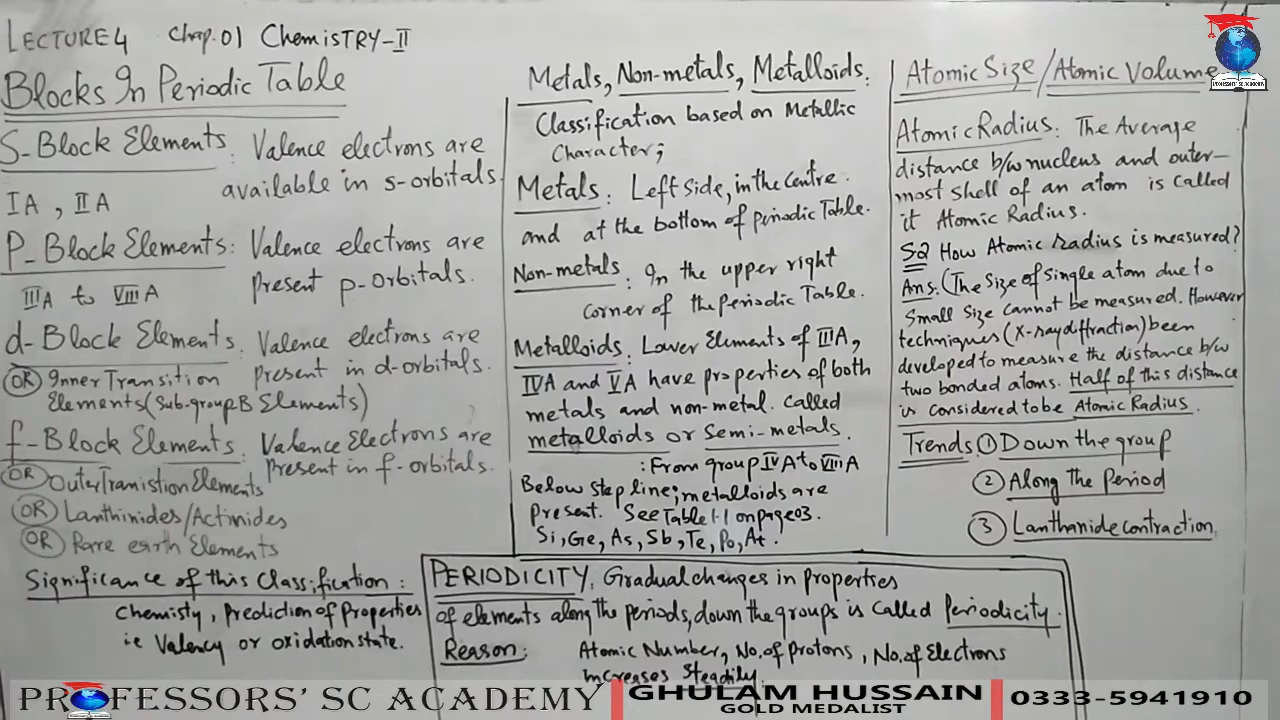 LECTURE 4 Chap.01 ChemisTRY-II
Blocks In Periodic Table
S-Block Elements: Valence electrons are
available in s-orbitals
IA, IIA
P-Block Elements: Valence electrons are
Present p-orbitals.
IIIA to VIIIA
d-Block Elements: Valence electrons are
Present in d-orbitals.
OR Inner Transition
Elements (Sub-group B Elements)
f-Block Elements: Valence Electrons are
Present in f-orbitals.
OR Outer Tramistion Elements
OR Lanthinides/Actinides
OR Rare earth Elements
Significance of this Classification:
Chemisty, Prediction of Properties
i.e Valency or oxidation state.
Metals, Non-metals, Metalloids.
Classification based on Metallic
Character;
Metals: Left Side, in the Centre.
and at the bottom of periodic Table.
Non-metals: In the upper right
corner of the periodic Table.
Metalloids: Lower Elements of IIIA,
IVA and VA have properties of both
metals and non-metal. Called
metalloids or Semi-metals.
: From group IVA to VIIIA
Below step line; metalloids are
present. See Table 1.1 on page 03.
Si, Ge, As, Sb, Te, Po, At.
Atomic Size/Atomic Volume
Atomic Radius: The Average
distance b/w nucleus and outer-
most shell of an atom is called
it Atomic Radius.
SQ How Atomic radius is measured?
Ans: (The size of single atom due to
Small size cannot be measured. However
techniques (X-ray diffraction) been
developed to measure the distance b/w
two bonded atoms. Half of this distance
is considered to be Atomic Radius.
Trends ① Down the group
② Along The Period
③ Lanthanide contraction.
PERIODICITY. Gradual changes in properties
of elements along the periods, down the groups is called Periodicity.
Reason: Atomic Number, No. of protons, No. of Electrons
increases steadily.
PROFESSORS' SC ACADEMY
PROFESSORS' SC ACADEMY
GHULAM HUSSAIN
GOLD MEDALIST
0333-5941910